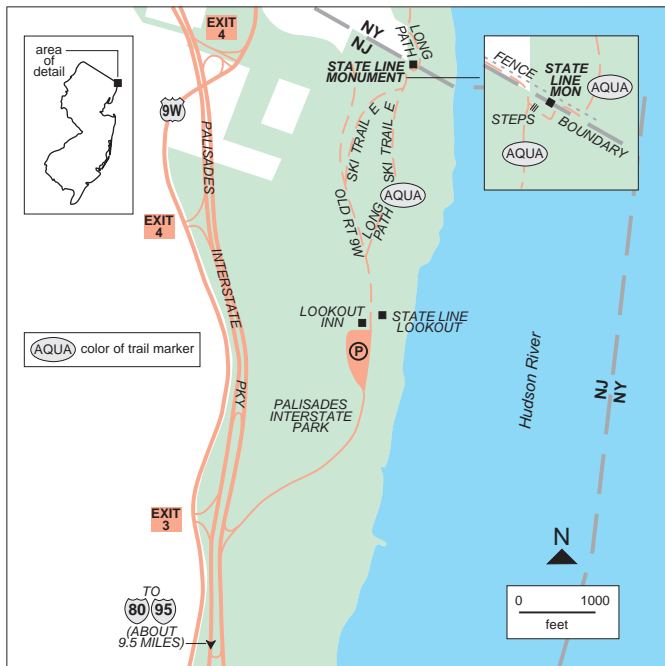 area
of
detail
EXIT
4
NY
NJ
LONG
PATH
STATE LINE
MONUMENT
FENCE
STATE
LINE
MON
AQUA
STEPS
BOUNDARY
AQUA
9W
PALISADES
INTERSTATE
PKY
SKI TRAIL E
SKI TRAIL E
AQUA
OLD RT 9W
LONG
PATH
EXIT
4
LOOKOUT
INN
STATE LINE
LOOKOUT
AQUA color of trail marker
P
PALISADES
INTERSTATE
PARK
Hudson River
NJ
NY
EXIT
3
N
TO
80 95
(ABOUT
9.5 MILES)
0 1000
feet